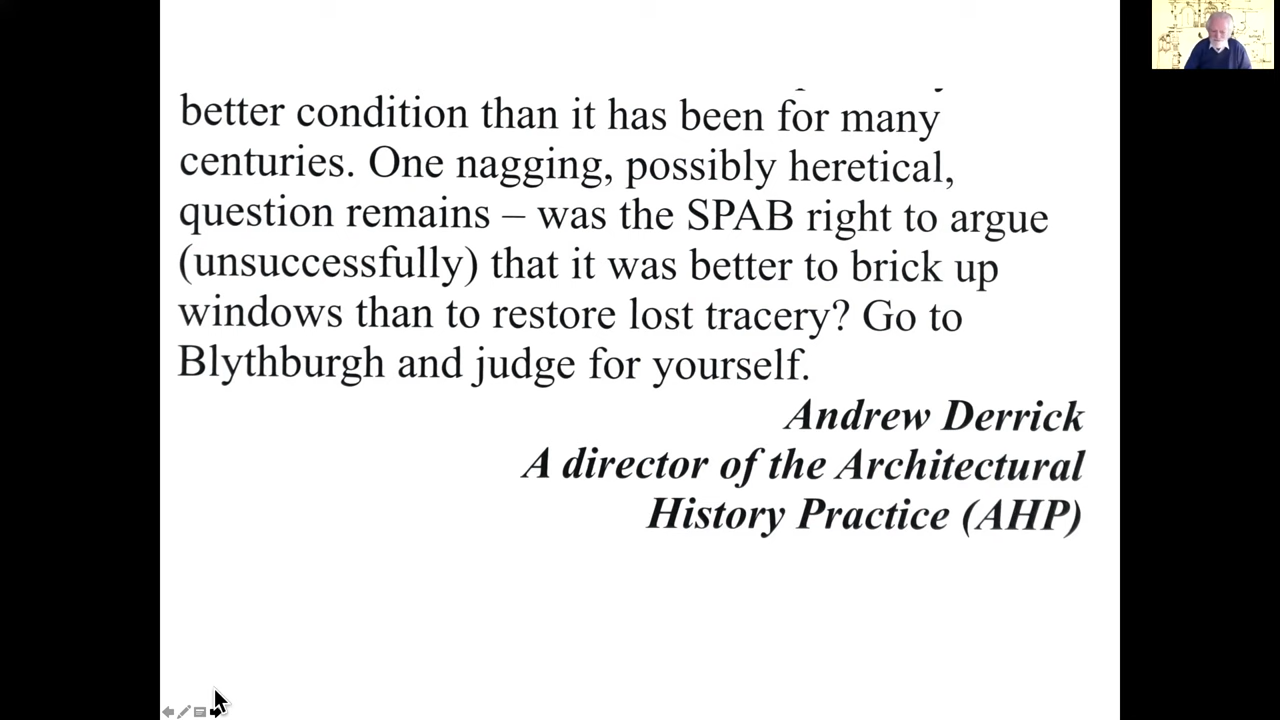 better condition than it has been for many
centuries. One nagging, possibly heretical,
question remains – was the SPAB right to argue
(unsuccessfully) that it was better to brick up
windows than to restore lost tracery? Go to
Blythburgh and judge for yourself.
Andrew Derrick
A director of the Architectural
History Practice (AHP)